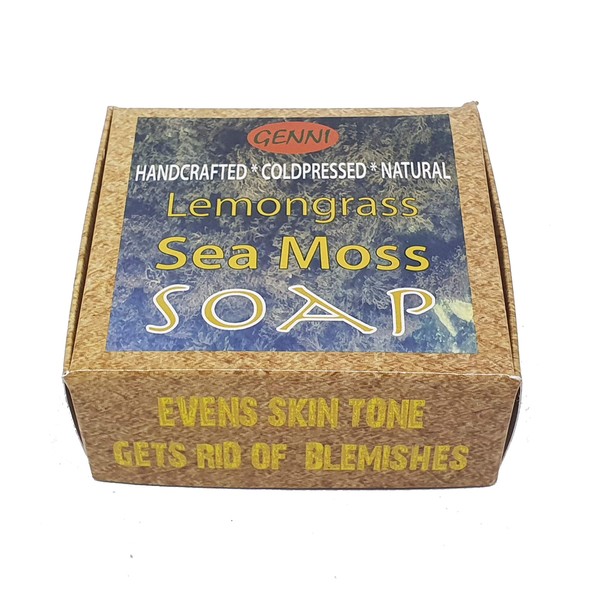 GENNI
HANDCRAFTED * COLDPRESSED * NATURAL
Lemongrass
Sea Moss
SOAP
EVENS SKIN TONE
GETS RID OF BLEMISHES